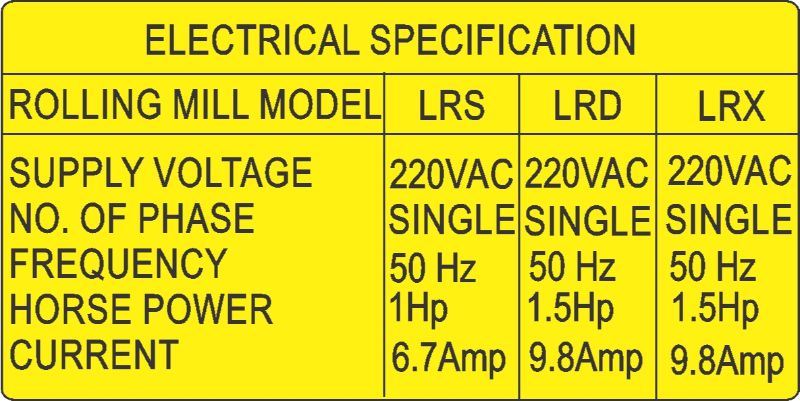 ELECTRICAL SPECIFICATION
ROLLING MILL MODEL LRS LRD LRX
SUPPLY VOLTAGE 220VAC 220VAC 220VAC
NO. OF PHASE SINGLE SINGLE SINGLE
FREQUENCY 50 Hz 50 Hz 50 Hz
HORSE POWER 1Hp 1.5Hp 1.5Hp
CURRENT 6.7Amp 9.8Amp 9.8Amp